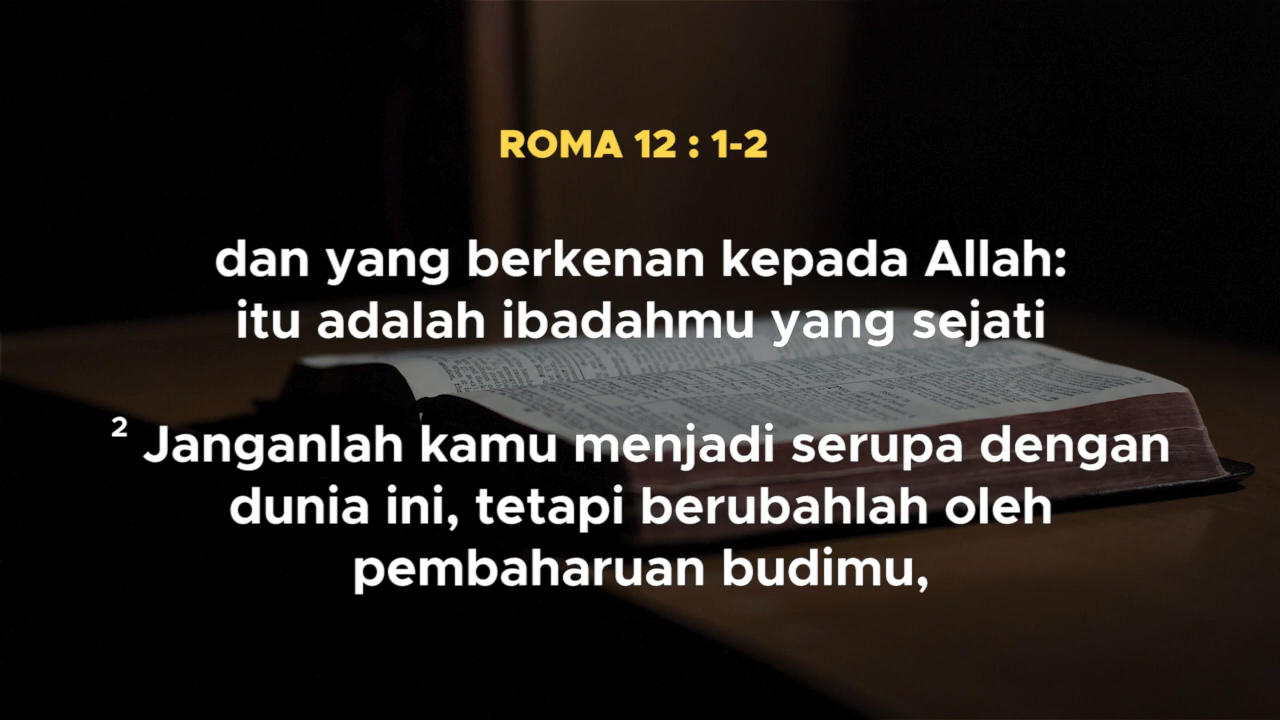 ROMA 12 : 1-2
dan yang berkenan kepada Allah:
itu adalah ibadahmu yang sejati
² Janganlah kamu menjadi serupa dengan
dunia ini, tetapi berubahlah oleh
pembaharuan budimu,